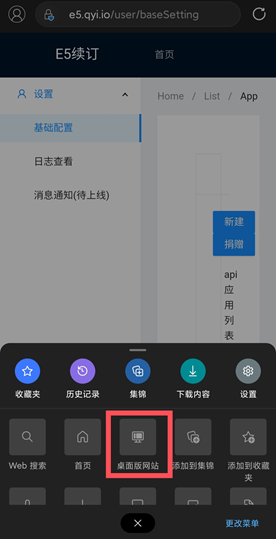 e5.qyi.io/user/baseSetting
E5续订
首页
设置
Home / List / App
基础配置
日志查看
消息通知(待上线)
新建
捐赠
api
应
用
列
表
收藏夹
历史记录
集锦
下载内容
设置
Web 搜索
首页
桌面版网站
添加到集锦
添加到收藏
夹
更改菜单